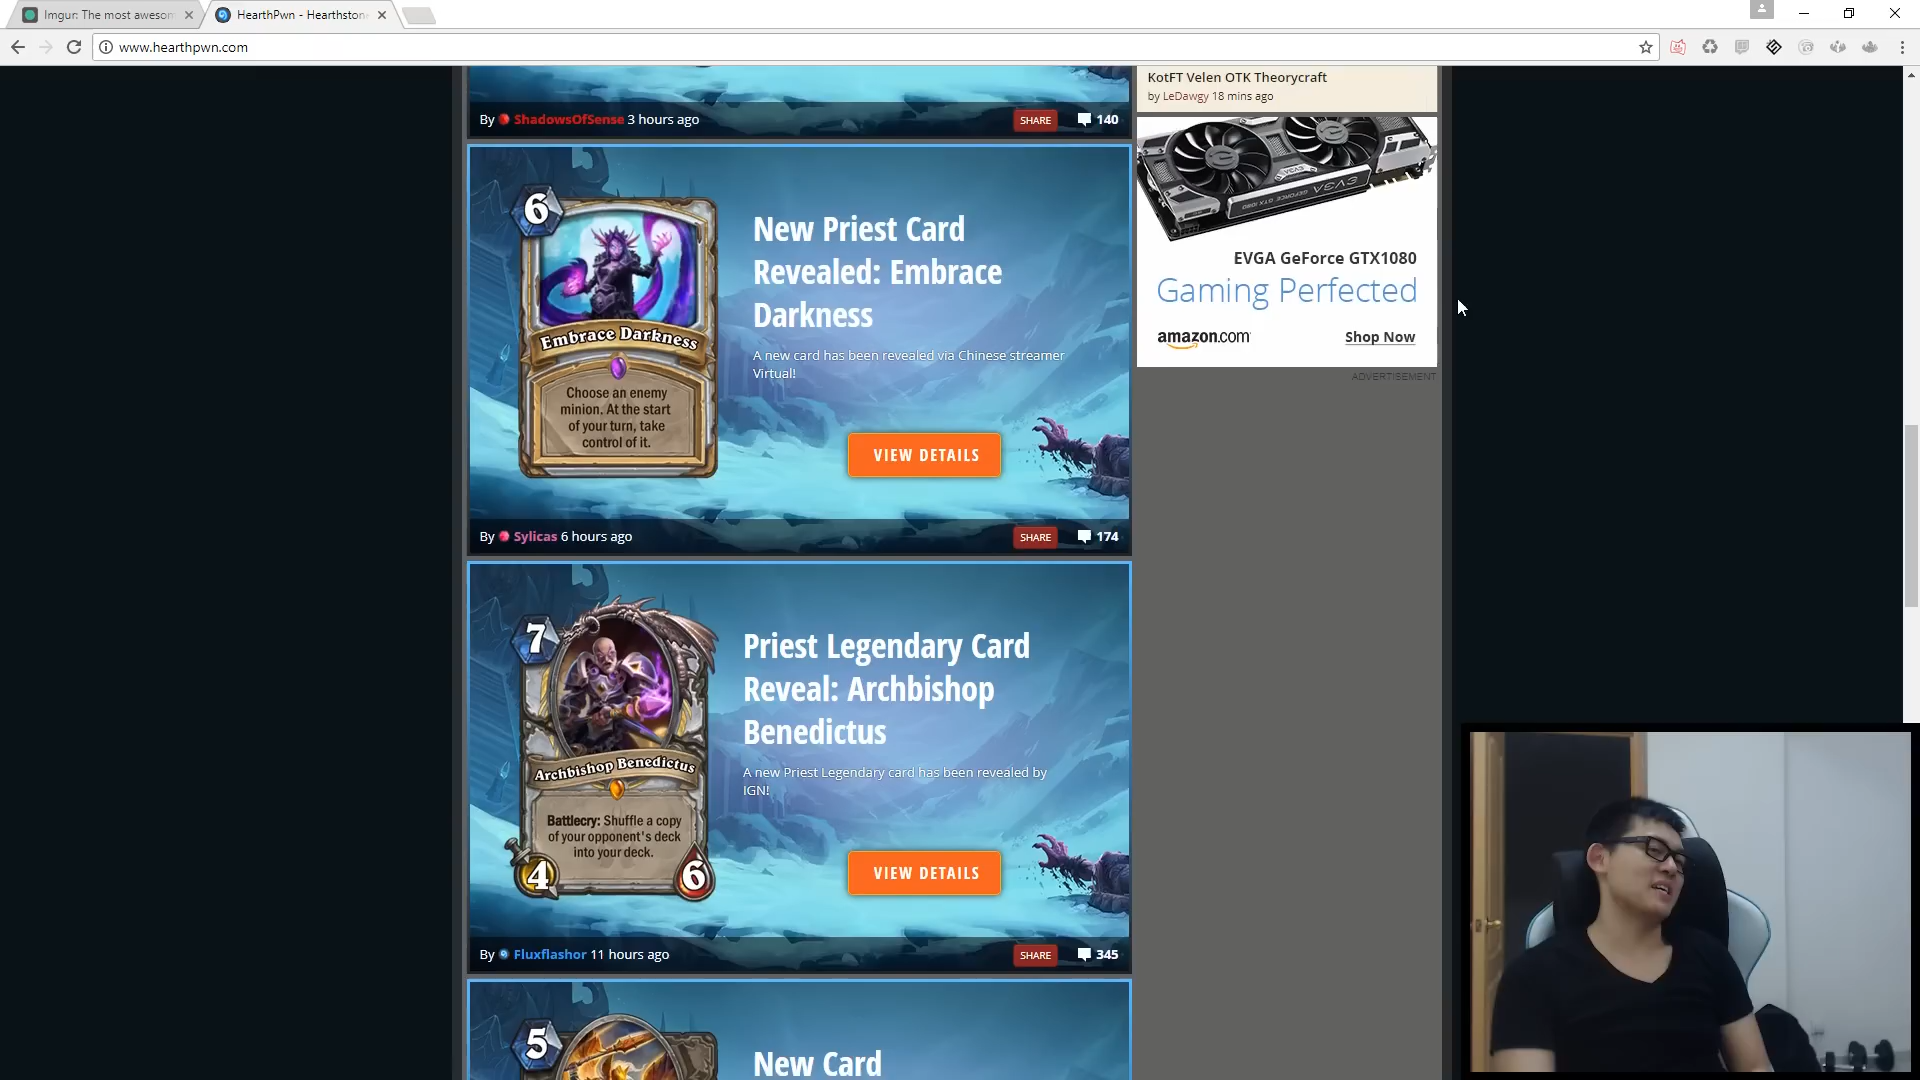 Imgur: The most awesom
HearthPwn - Hearthston
www.hearthpwn.com
By ShadowsOfSense 3 hours ago
SHARE
140
6
Embrace Darkness
Choose an enemy
minion. At the start
of your turn, take
control of it.
New Priest Card
Revealed: Embrace
Darkness
A new card has been revealed via Chinese streamer
Virtual!
VIEW DETAILS
By Sylicas 6 hours ago
SHARE
174
7
Archbishop Benedictus
Battlecry: Shuffle a copy
of your opponent's deck
into your deck.
4
6
Priest Legendary Card
Reveal: Archbishop
Benedictus
A new Priest Legendary card has been revealed by
IGN!
VIEW DETAILS
By Fluxflashor 11 hours ago
SHARE
345
5
New Card
KotFT Velen OTK Theorycraft
by LeDawgy 18 mins ago
EVGA
GEFORCE GTX 1080
EVGA GeForce GTX1080
Gaming Perfected
amazon.com
Shop Now
ADVERTISEMENT